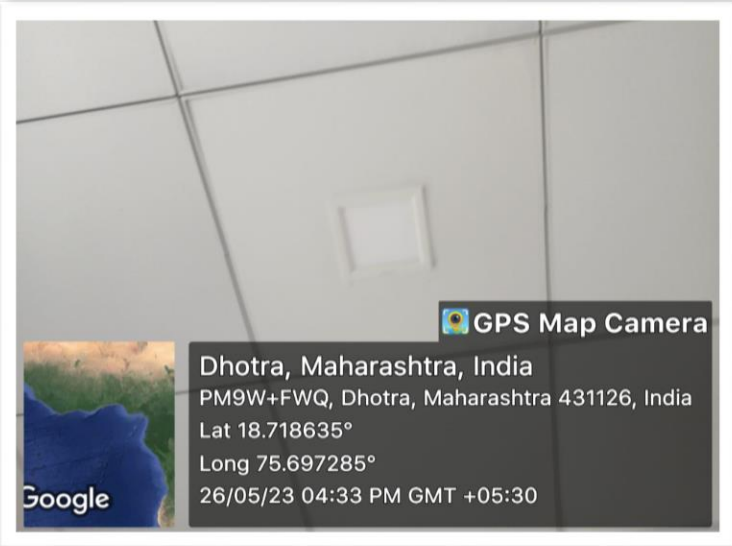 GPS Map Camera
Dhotra, Maharashtra, India
PM9W+FWQ, Dhotra, Maharashtra 431126, India
Lat 18.718635°
Long 75.697285°
26/05/23 04:33 PM GMT +05:30
Google